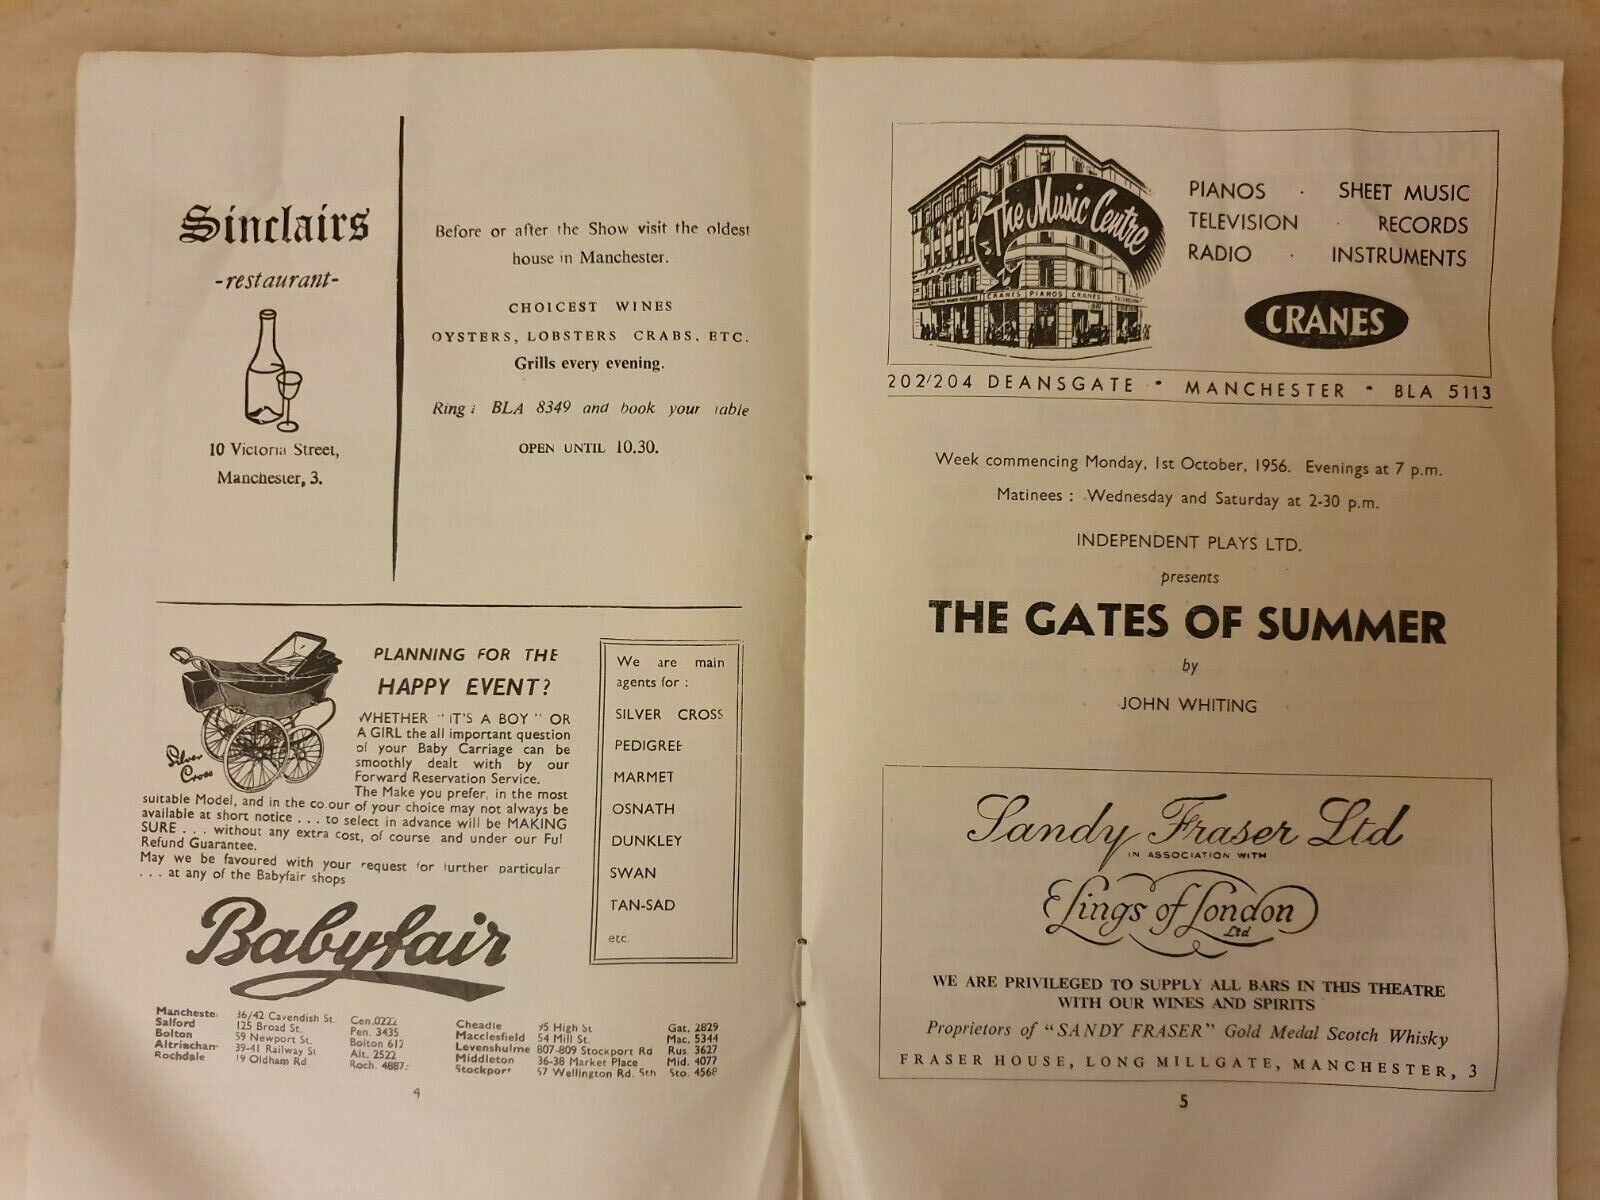 Sinclairs
-restaurant-
10 Victoria Street,
Manchester, 3.
Before or after the Show visit the oldest
house in Manchester.
CHOICEST WINES
OYSTERS, LOBSTERS CRABS, ETC.
Grills every evening.
Ring: BLA 8349 and book your table
OPEN UNTIL 10.30.
Silver
Cross
PLANNING FOR THE
HAPPY EVENT?
WHETHER "IT'S A BOY" OR
A GIRL the all important question
of your Baby Carriage can be
smoothly dealt with by our
Forward Reservation Service.
The Make you prefer, in the most
suitable Model, and in the co.our of your choice may not always be
available at short notice . . . to select in advance will be MAKING
SURE . . . without any extra cost, of course and under our Ful
Refund Guarantee.
May we be favoured with your request for further particular
. . . at any of the Babyfair shops
We are main
agents for :
SILVER CROSS
PEDIGREE
MARMET
OSNATH
DUNKLEY
SWAN
TAN-SAD
etc.
Babyfair
Manchester 36/42 Cavendish St. Cen.0222
Salford 125 Broad St. Pen. 3435
Bolton 59 Newport St. Bolton 617
Altrincham 39-41 Railway St Alt. 2522
Rochdale 19 Oldham Rd Roch. 4887
Cheadle 95 High St Gat. 2829
Macclesfield 54 Mill St. Mac. 5344
Levenshulme 807-809 Stockport Rd Rus. 3627
Middleton 36-38 Market Place Mid. 4077
Stockport 57 Wellington Rd. Sth Sto. 4568
4
The Music Centre
CRANES PIANOS CRANES TELEVISION
PIANOS · SHEET MUSIC
TELEVISION · RECORDS
RADIO · INSTRUMENTS
CRANES
202/204 DEANSGATE · MANCHESTER · BLA 5113
Week commencing Monday, 1st October, 1956. Evenings at 7 p.m.
Matinees : Wednesday and Saturday at 2-30 p.m.
INDEPENDENT PLAYS LTD.
presents
THE GATES OF SUMMER
by
JOHN WHITING
Sandy Fraser Ltd
IN ASSOCIATION WITH
Elings of London
Ltd
WE ARE PRIVILEGED TO SUPPLY ALL BARS IN THIS THEATRE
WITH OUR WINES AND SPIRITS
Proprietors of "SANDY FRASER" Gold Medal Scotch Whisky
FRASER HOUSE, LONG MILLGATE, MANCHESTER, 3
5